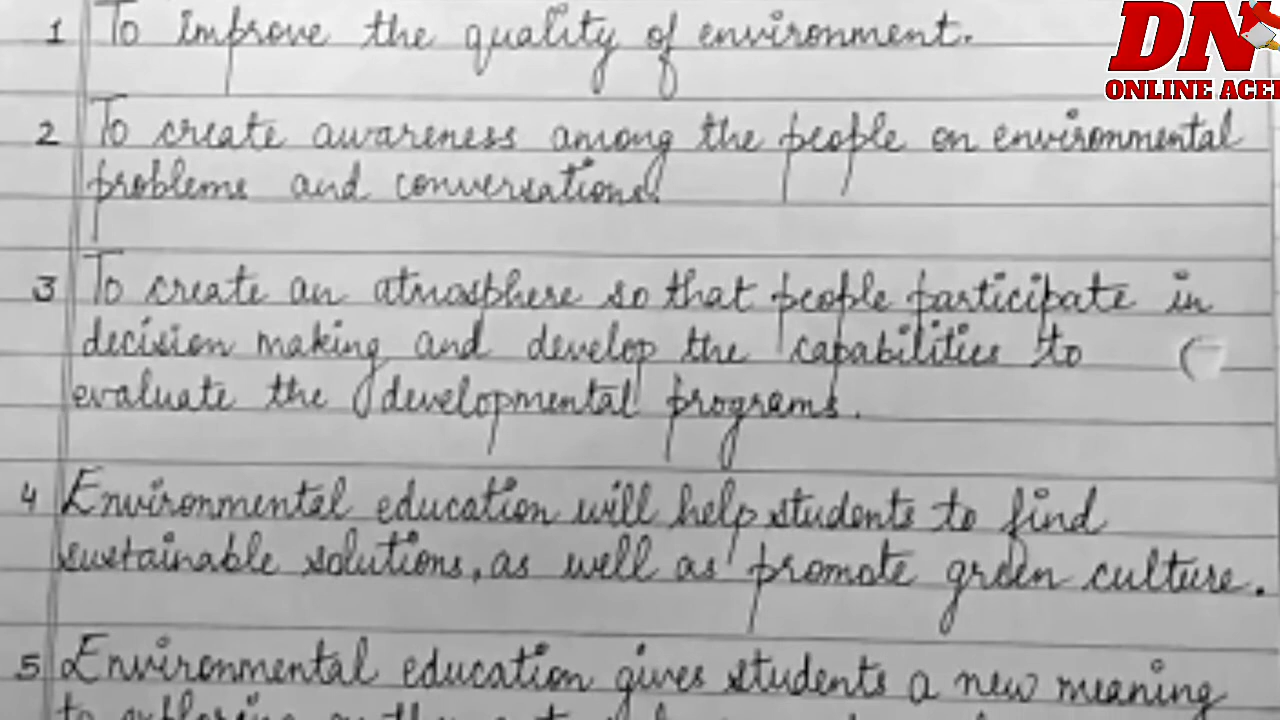 1 To improve the quality of environment.
2 To create awareness among the people on environmental
problems and conversations.
3 To create an atmosphere so that people participate in
decision making and develop the capabilities to
evaluate the developmental programs.
4 Environmental education will help students to find
sustainable solutions, as well as promote green culture.
5 Environmental education gives students a new meaning
to
DN
ONLINE ACE